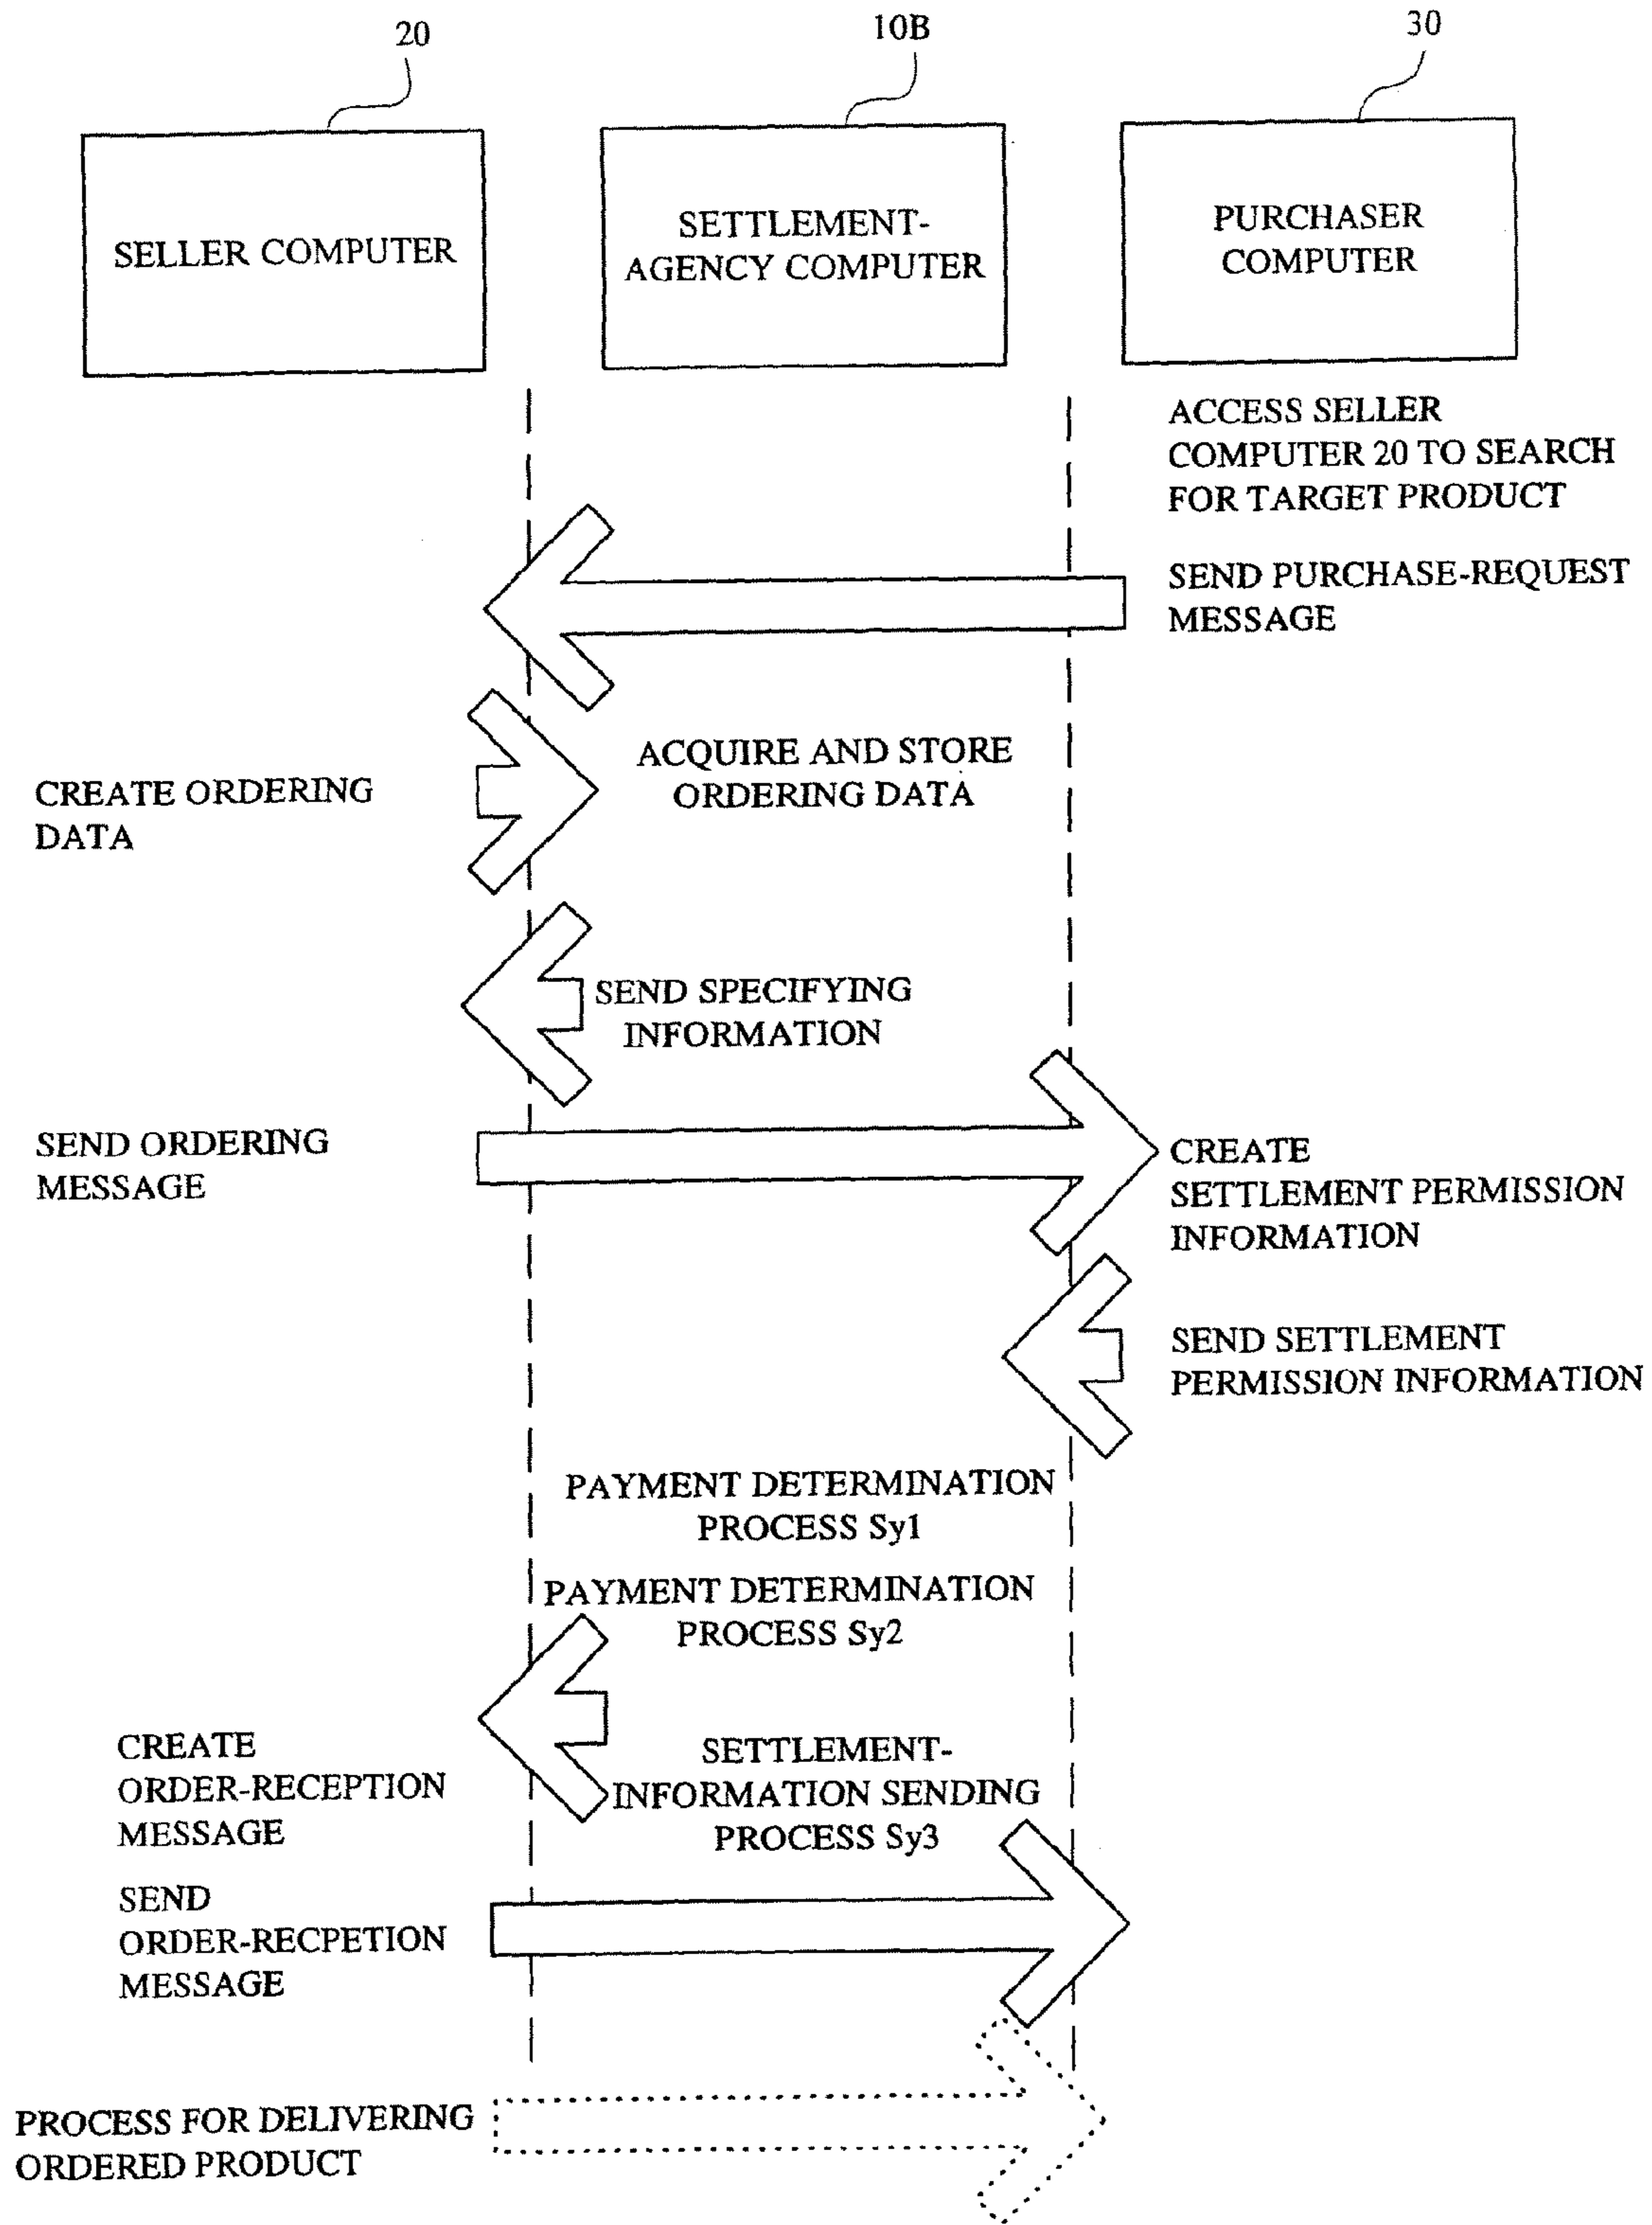 20
10B
30
SELLER COMPUTER
SETTLEMENT-
AGENCY COMPUTER
PURCHASER
COMPUTER
ACCESS SELLER
COMPUTER 20 TO SEARCH
FOR TARGET PRODUCT
SEND PURCHASE-REQUEST
MESSAGE
ACQUIRE AND STORE
ORDERING DATA
CREATE ORDERING
DATA
SEND SPECIFYING
INFORMATION
SEND ORDERING
MESSAGE
CREATE
SETTLEMENT PERMISSION
INFORMATION
SEND SETTLEMENT
PERMISSION INFORMATION
PAYMENT DETERMINATION
PROCESS Sy1
PAYMENT DETERMINATION
PROCESS Sy2
CREATE
ORDER-RECEPTION
MESSAGE
SETTLEMENT-
INFORMATION SENDING
PROCESS Sy3
SEND
ORDER-RECPETION
MESSAGE
PROCESS FOR DELIVERING
ORDERED PRODUCT